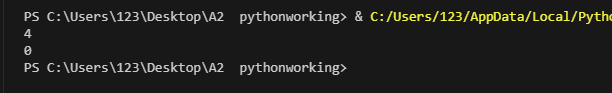 PS C:\Users\123\Desktop\A2  pythonworking> & C:/Users/123/AppData/Local/Pytho
4
0
PS C:\Users\123\Desktop\A2  pythonworking>